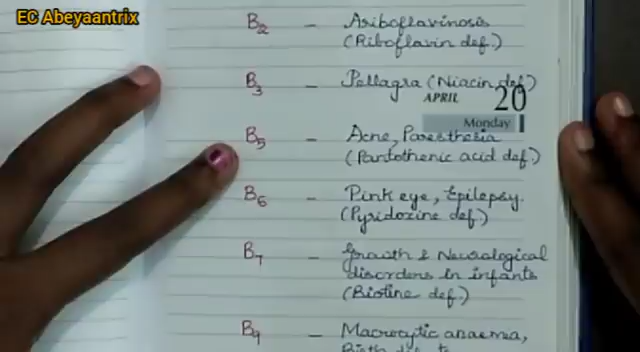 EC Abeyaantrix
B2 - Ariboflavinosis
(Riboflavin def.)
B3 - Pellagra (Niacin def)
APRIL 20
Monday
B5 - Acne, Paresthesia
(Pantothenic acid def.)
B6 - Pink eye, Epilepsy.
(Pyridoxine def.)
B7 - Growth & Neurological
disorders in infants
(Biotine def.)
B9 - Macrocytic anaemia,
Birth